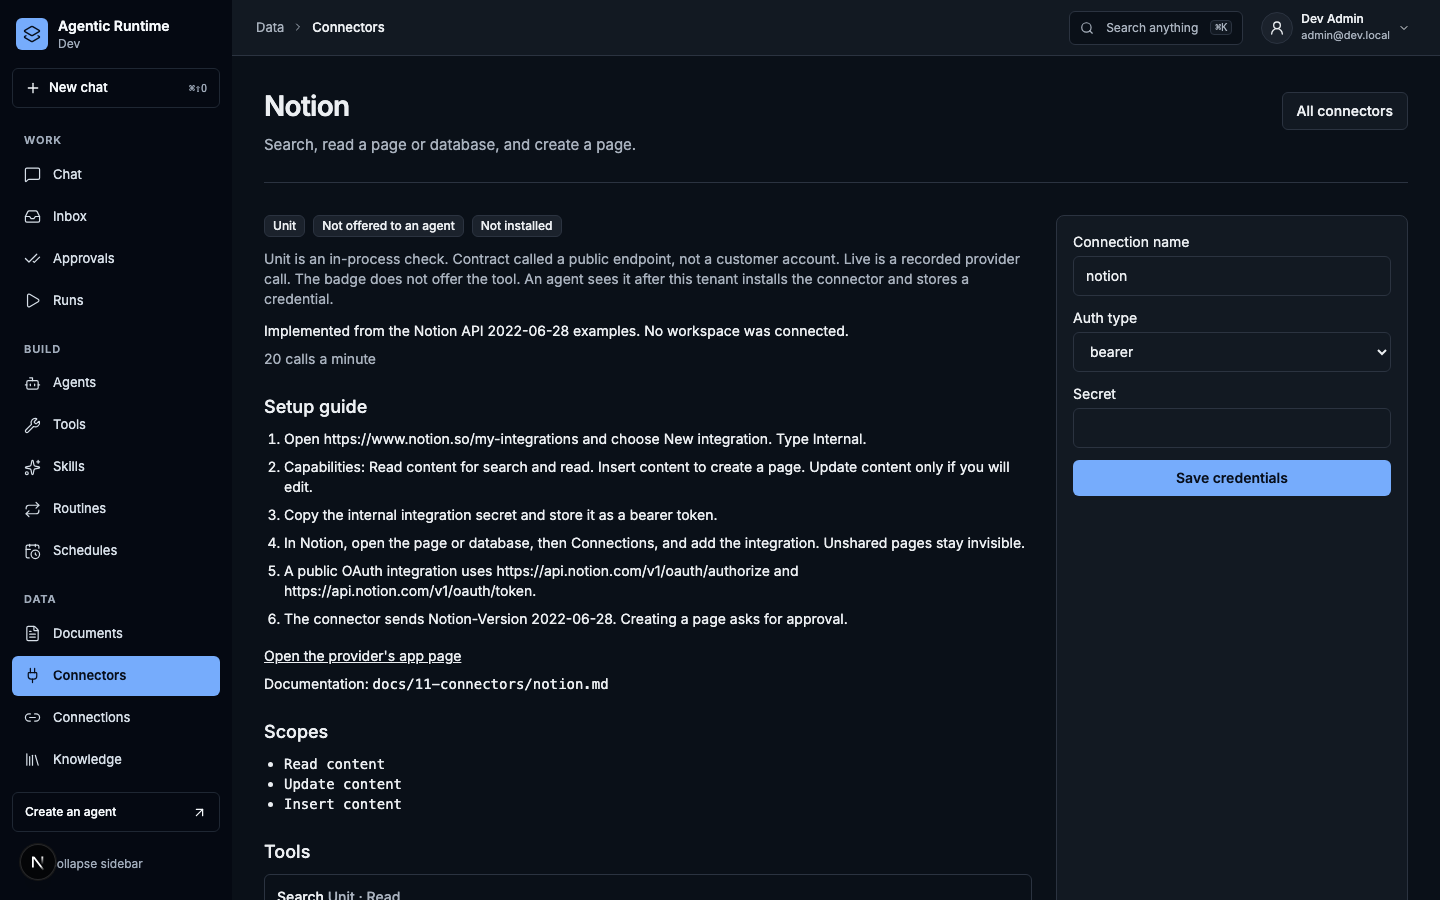 Agentic Runtime
Dev
New chat ⌘⇧O
WORK
Chat
Inbox
Approvals
Runs
BUILD
Agents
Tools
Skills
Routines
Schedules
DATA
Documents
Connectors
Connections
Knowledge
Create an agent
N
ollapse sidebar
Data > Connectors
Search anything ⌘K
Dev Admin
admin@dev.local
Notion
All connectors
Search, read a page or database, and create a page.
Unit Not offered to an agent Not installed
Unit is an in-process check. Contract called a public endpoint, not a customer account. Live is a recorded provider
call. The badge does not offer the tool. An agent sees it after this tenant installs the connector and stores a
credential.
Implemented from the Notion API 2022-06-28 examples. No workspace was connected.
20 calls a minute
Setup guide
1. Open https://www.notion.so/my-integrations and choose New integration. Type Internal.
2. Capabilities: Read content for search and read. Insert content to create a page. Update content only if you will
edit.
3. Copy the internal integration secret and store it as a bearer token.
4. In Notion, open the page or database, then Connections, and add the integration. Unshared pages stay invisible.
5. A public OAuth integration uses https://api.notion.com/v1/oauth/authorize and
https://api.notion.com/v1/oauth/token.
6. The connector sends Notion-Version 2022-06-28. Creating a page asks for approval.
Open the provider's app page
Documentation: docs/11-connectors/notion.md
Scopes
• Read content
• Update content
• Insert content
Tools
Search Unit · Read
Connection name
notion
Auth type
bearer
Secret
Save credentials